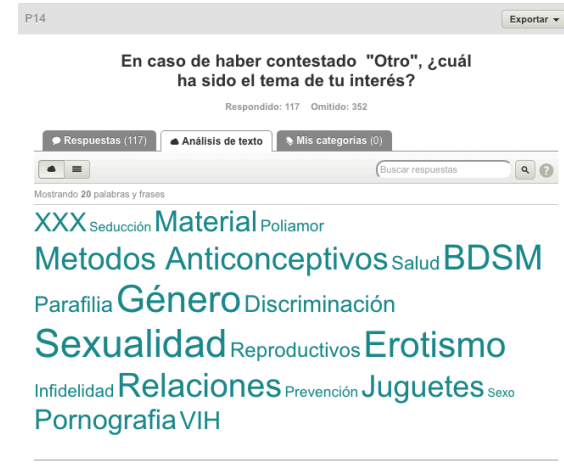 P14
Exportar
En caso de haber contestado "Otro", ¿cuál
ha sido el tema de tu interés?
Respondido: 117 Omitido: 352
Respuestas (117) Análisis de texto Mis categorías (0)
Buscar respuestas ?
Mostrando 20 palabras y frases
XXX Seducción Material Poliamor
Metodos Anticonceptivos Salud BDSM
Parafilia Género Discriminación
Sexualidad Reproductivos Erotismo
Infidelidad Relaciones Prevención Juguetes Sexo
Pornografia VIH